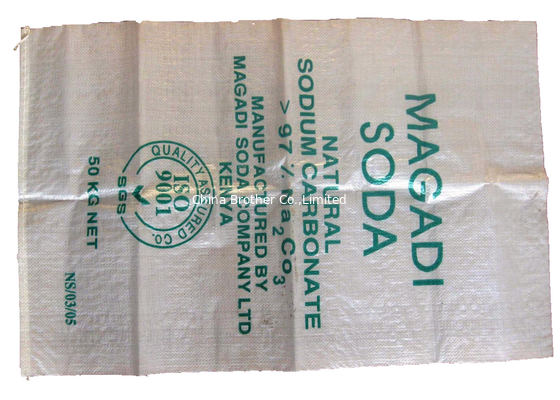 MAGADI
SODA
NATURAL
SODIUM CARBONATE
> 97 % Na2Co3
MANUFACTURED BY
MAGADI SODA COMPANY LTD
KENYA
QUALITY ASSURED CO.
ISO
9001
SGS
50 KG NET
NS/03/05
China Brother Co.,Limited